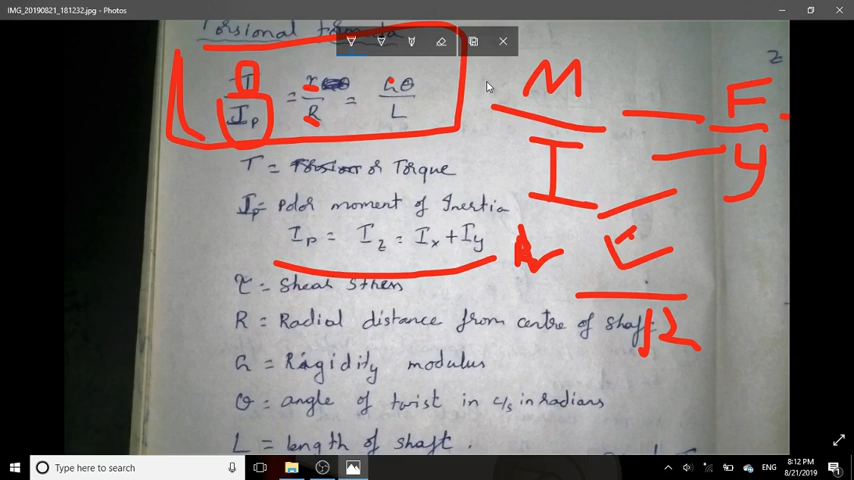 IMG_20190821_181232.jpg - Photos
Torsional formula
T/Ip = τ/R = Gθ/L
M/I = F/y = E/R
T = or Torque
Ip = Polar moment of Inertia
Ip = Iz = Ix + Iy
τ = Shear stress
R = Radial distance from centre of shaft
G = Rigidity modulus
θ = angle of twist in c/s in radians
L = length of shaft.
Type here to search
ENG
8:12 PM
8/21/2019